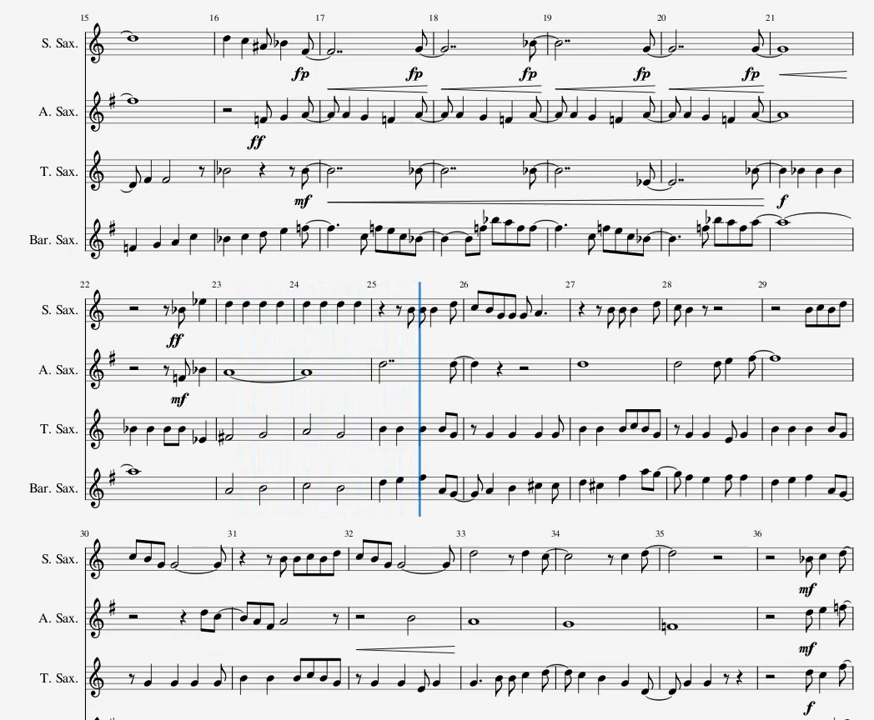 15 16 17 18 19 20 21
S. Sax.
fp fp fp fp fp
A. Sax.
ff
T. Sax.
mf f
Bar. Sax.
22 23 24 25 26 27 28 29
S. Sax.
ff
A. Sax.
mf
T. Sax.
Bar. Sax.
30 31 32 33 34 35 36
S. Sax.
mf
A. Sax.
mf
T. Sax.
f